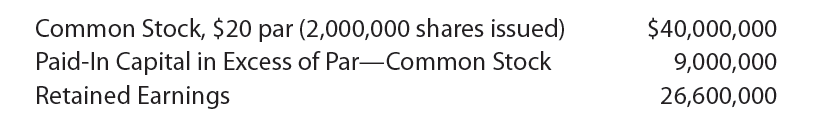 Common Stock, $20 par (2,000,000 shares issued) $40,000,000
Paid-In Capital in Excess of Par—Common Stock 9,000,000
Retained Earnings 26,600,000